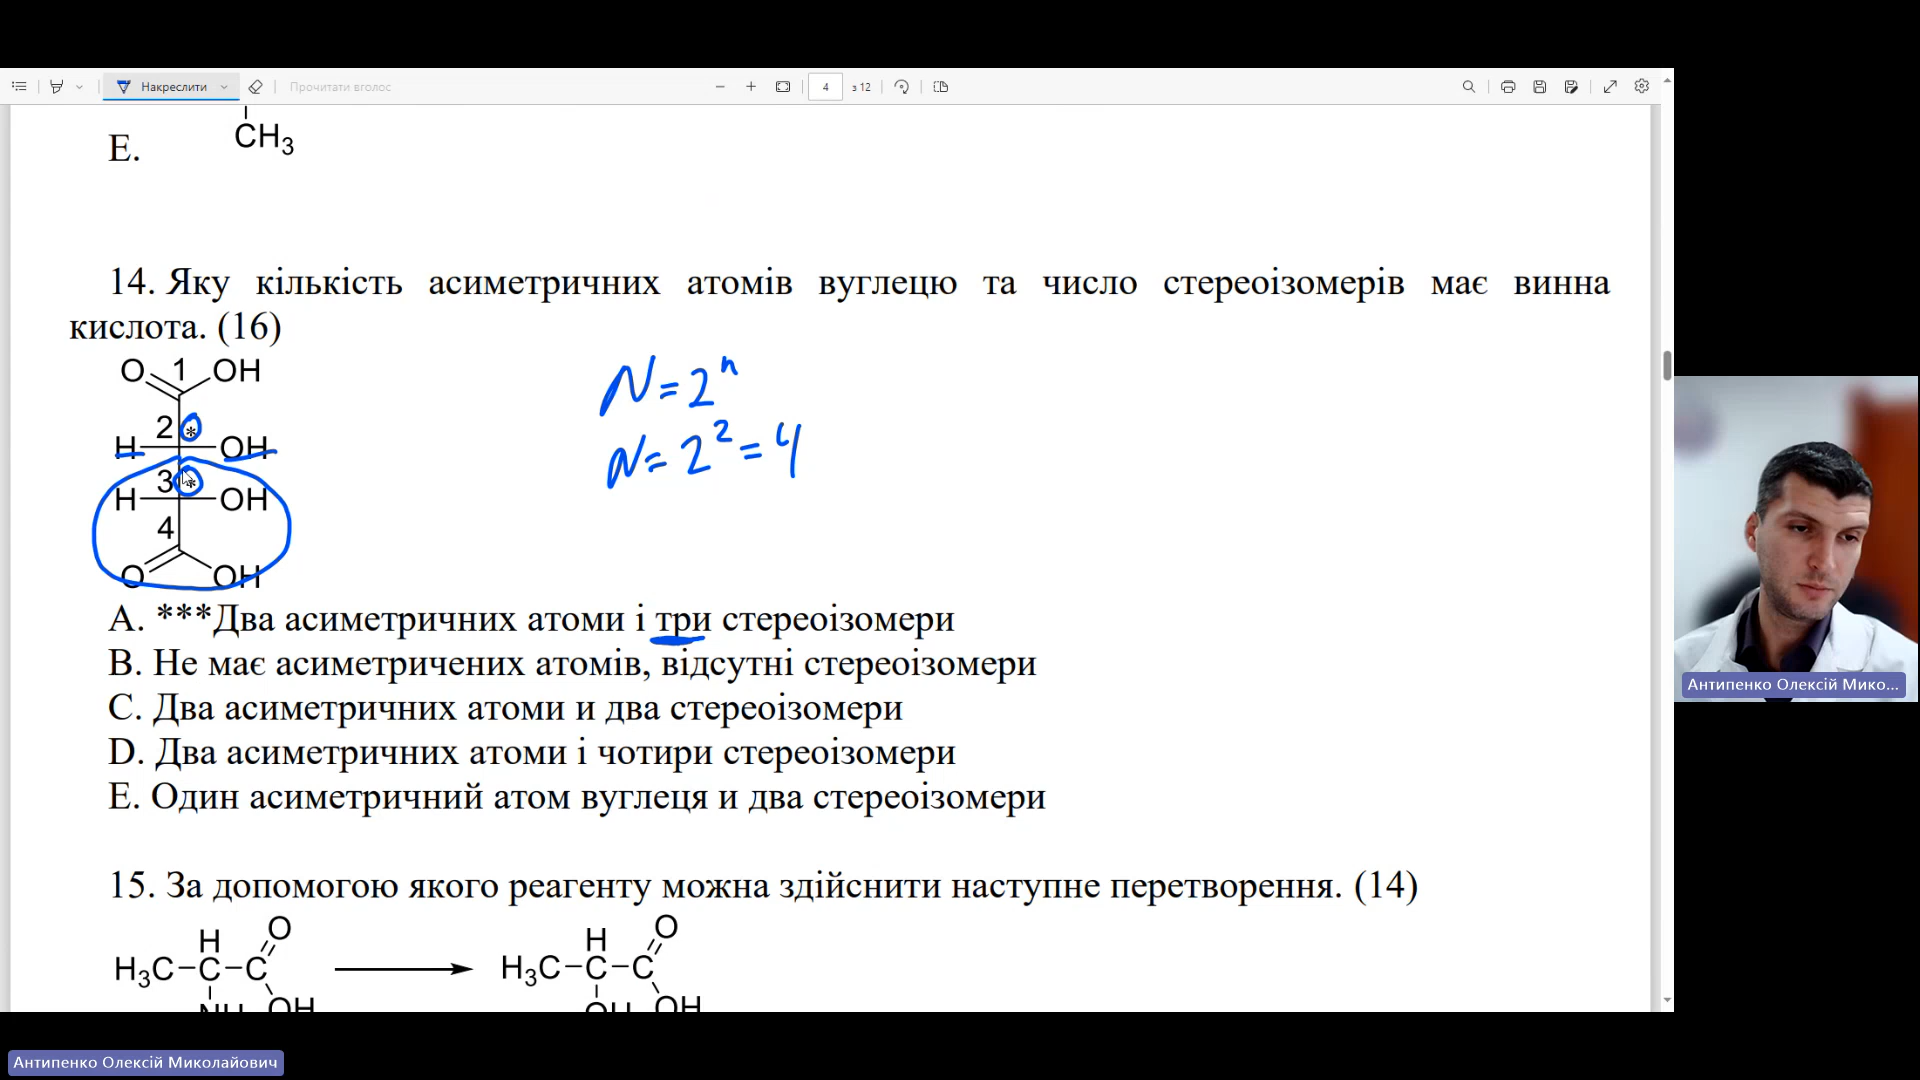 Накреслити
Прочитати вголос
4 з 12
CH3
E.
14. Яку кількість асиметричних атомів вуглецю та число стереоізомерів має винна
кислота. (16)
O 1 OH
2 *
H OH
3 *
H OH
4
O OH
N = 2^n
N = 2^2 = 4
A. ***Два асиметричних атоми і три стереоізомери
B. Не має асиметричених атомів, відсутні стереоізомери
C. Два асиметричних атоми и два стереоізомери
D. Два асиметричних атоми і чотири стереоізомери
E. Один асиметричний атом вуглеця и два стереоізомери
15. За допомогою якого реагенту можна здійснити наступне перетворення. (14)
H O H O
H3C-C-C H3C-C-C
NH OH OH OH
Антипенко Олексій Мико...
Антипенко Олексій Миколайович